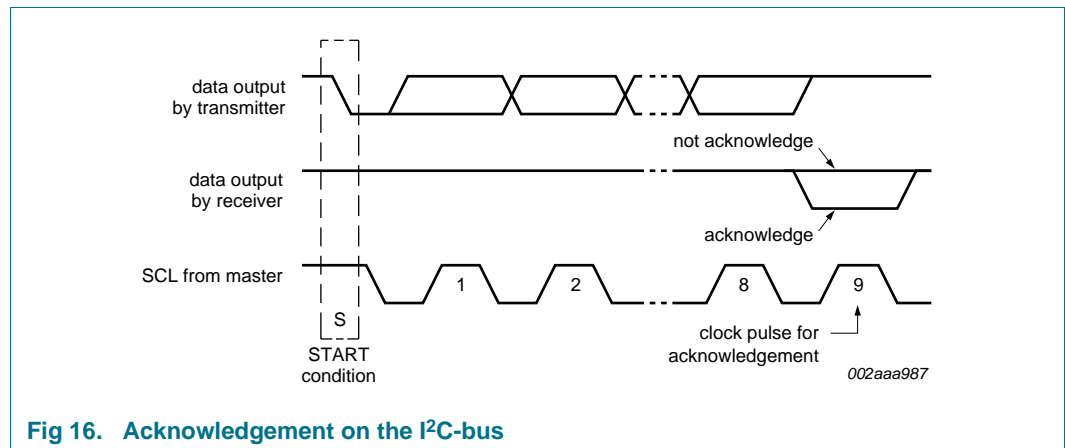 data output
by transmitter
not acknowledge
data output
by receiver
acknowledge
SCL from master
1
2
8
9
S
START
condition
clock pulse for
acknowledgement
002aaa987
Fig 16. Acknowledgement on the I²C-bus